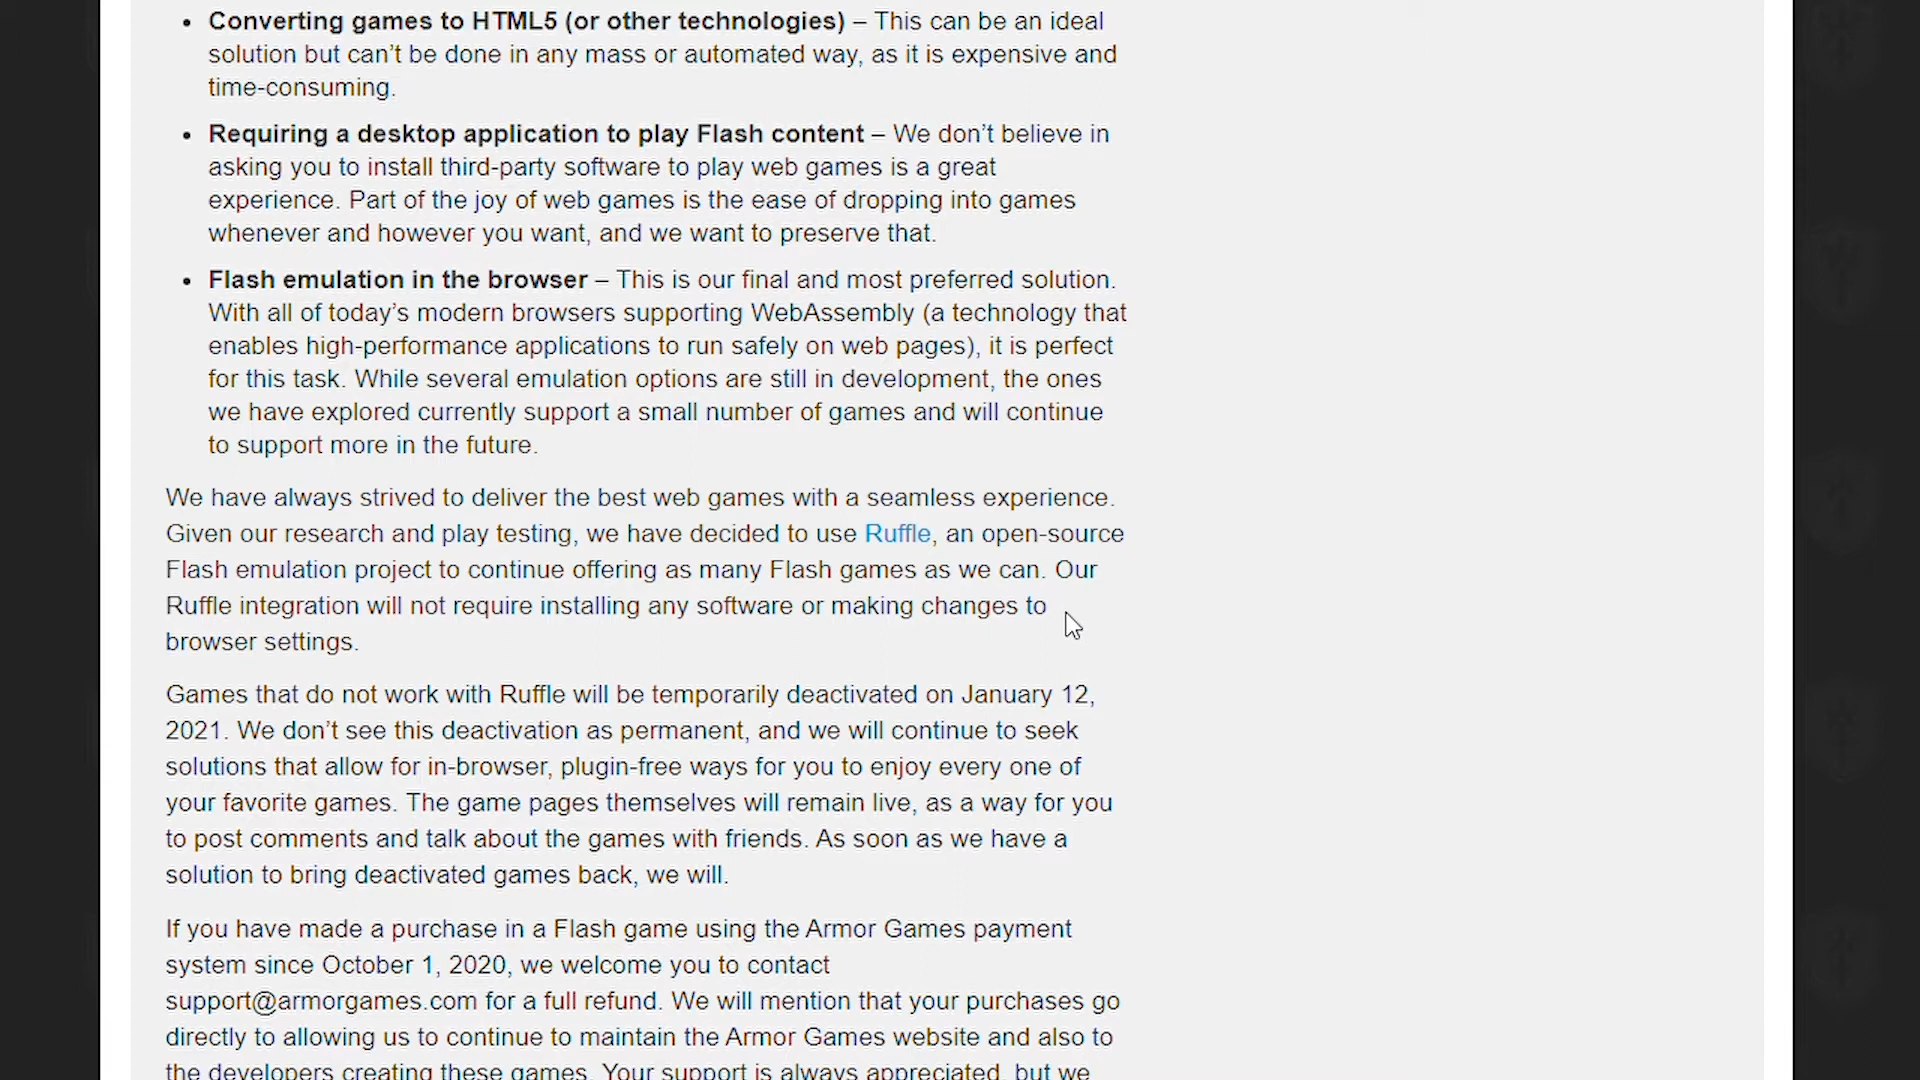 • Converting games to HTML5 (or other technologies) – This can be an ideal
solution but can’t be done in any mass or automated way, as it is expensive and
time-consuming.
• Requiring a desktop application to play Flash content – We don’t believe in
asking you to install third-party software to play web games is a great
experience. Part of the joy of web games is the ease of dropping into games
whenever and however you want, and we want to preserve that.
• Flash emulation in the browser – This is our final and most preferred solution.
With all of today’s modern browsers supporting WebAssembly (a technology that
enables high-performance applications to run safely on web pages), it is perfect
for this task. While several emulation options are still in development, the ones
we have explored currently support a small number of games and will continue
to support more in the future.
We have always strived to deliver the best web games with a seamless experience.
Given our research and play testing, we have decided to use Ruffle, an open-source
Flash emulation project to continue offering as many Flash games as we can. Our
Ruffle integration will not require installing any software or making changes to
browser settings.
Games that do not work with Ruffle will be temporarily deactivated on January 12,
2021. We don’t see this deactivation as permanent, and we will continue to seek
solutions that allow for in-browser, plugin-free ways for you to enjoy every one of
your favorite games. The game pages themselves will remain live, as a way for you
to post comments and talk about the games with friends. As soon as we have a
solution to bring deactivated games back, we will.
If you have made a purchase in a Flash game using the Armor Games payment
system since October 1, 2020, we welcome you to contact
support@armorgames.com for a full refund. We will mention that your purchases go
directly to allowing us to continue to maintain the Armor Games website and also to
the developers creating these games. Your support is always appreciated, but we